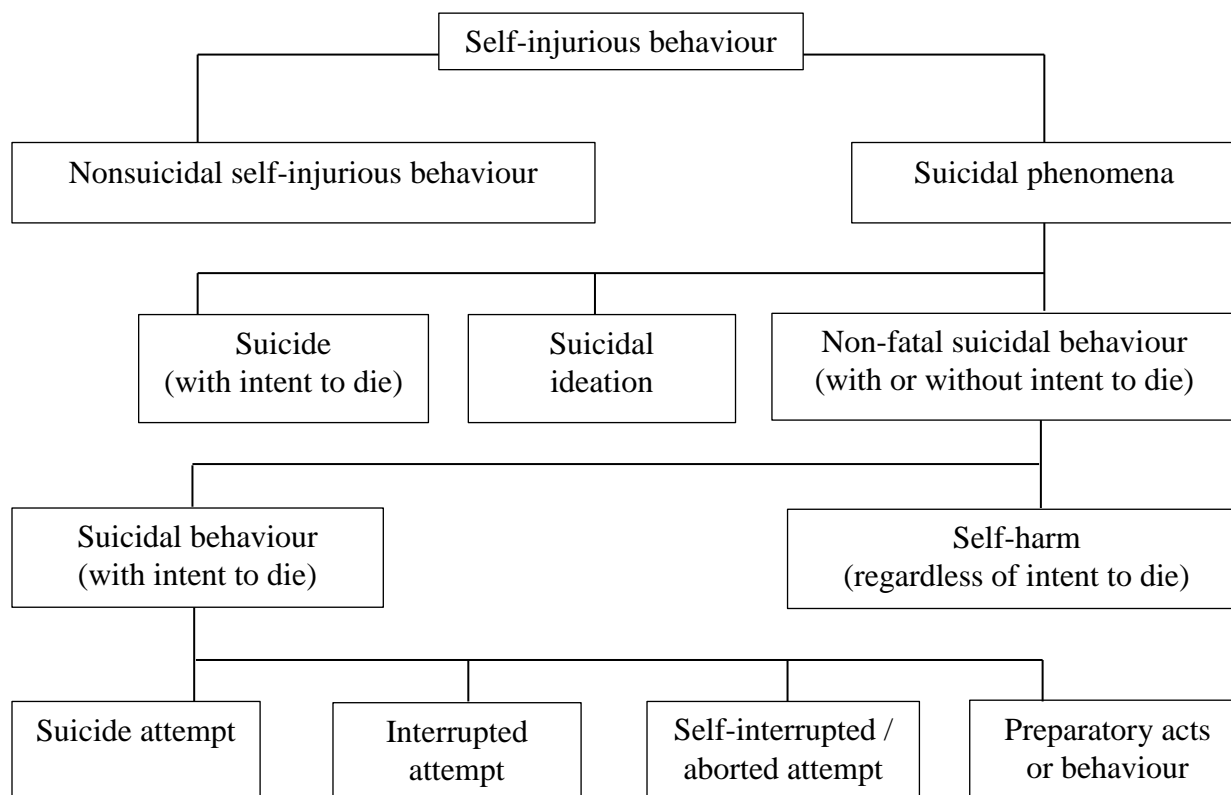 Self-injurious behaviour
Nonsuicidal self-injurious behaviour
Suicidal phenomena
Suicide
(with intent to die)
Suicidal
ideation
Non-fatal suicidal behaviour
(with or without intent to die)
Suicidal behaviour
(with intent to die)
Self-harm
(regardless of intent to die)
Suicide attempt
Interrupted
attempt
Self-interrupted /
aborted attempt
Preparatory acts
or behaviour